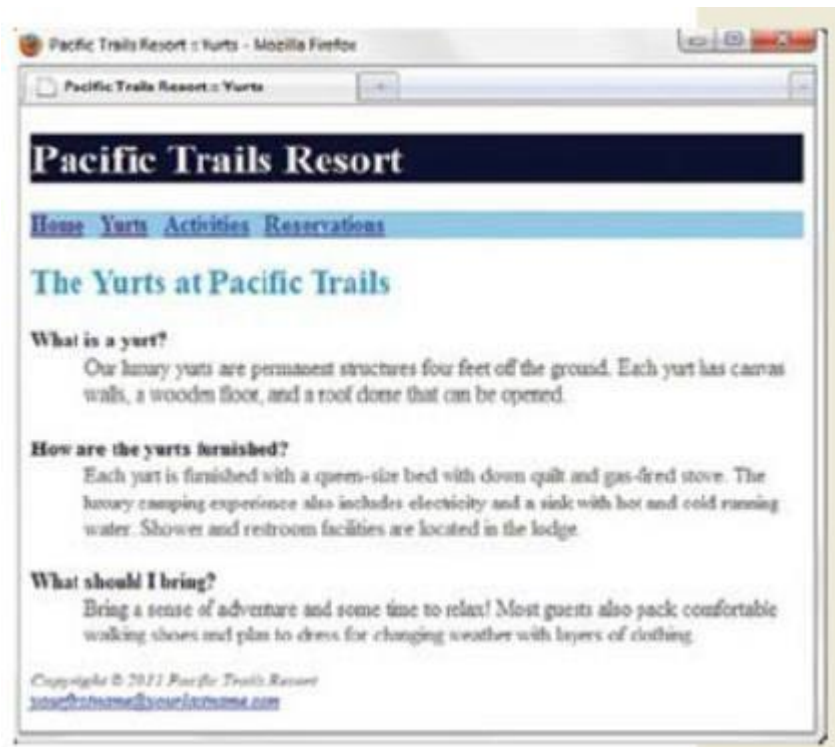 Pacific Trails Resort :: Yurts - Mozilla Firefox
Pacific Trails Resort :: Yurts
Pacific Trails Resort
Home Yurts Activities Reservations
The Yurts at Pacific Trails
What is a yurt?
Our luxury yurts are permanent structures four feet off the ground. Each yurt has canvas
walls, a wooden floor, and a roof dome that can be opened.
How are the yurts furnished?
Each yurt is furnished with a queen-size bed with down quilt and gas-fired stove. The
luxury camping experience also includes electricity and a sink with hot and cold running
water. Shower and restroom facilities are located in the lodge.
What should I bring?
Bring a sense of adventure and some time to relax! Most guests also pack comfortable
walking shoes and plan to dress for changing weather with layers of clothing.
Copyright © 2011 Pacific Trails Resort
yourfirstname@yourlastname.com